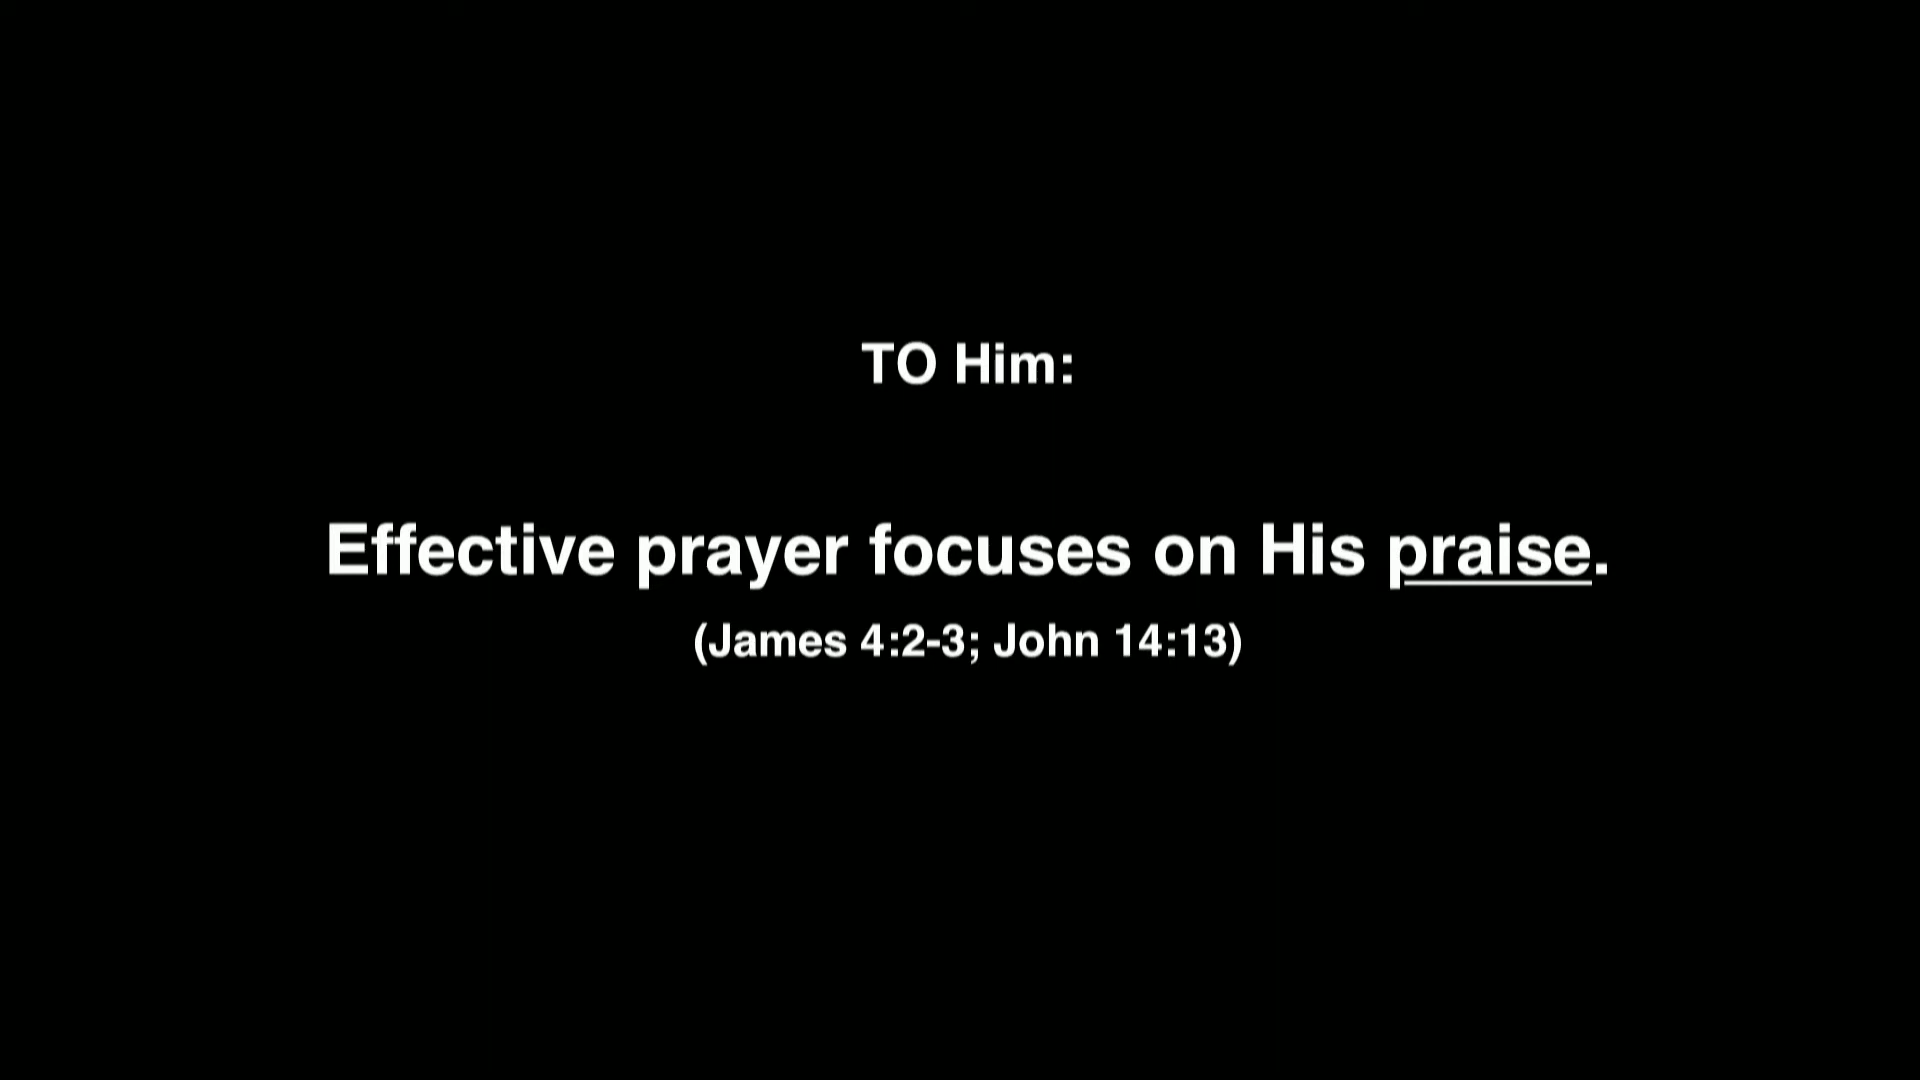 TO Him:
Effective prayer focuses on His praise.
(James 4:2-3; John 14:13)